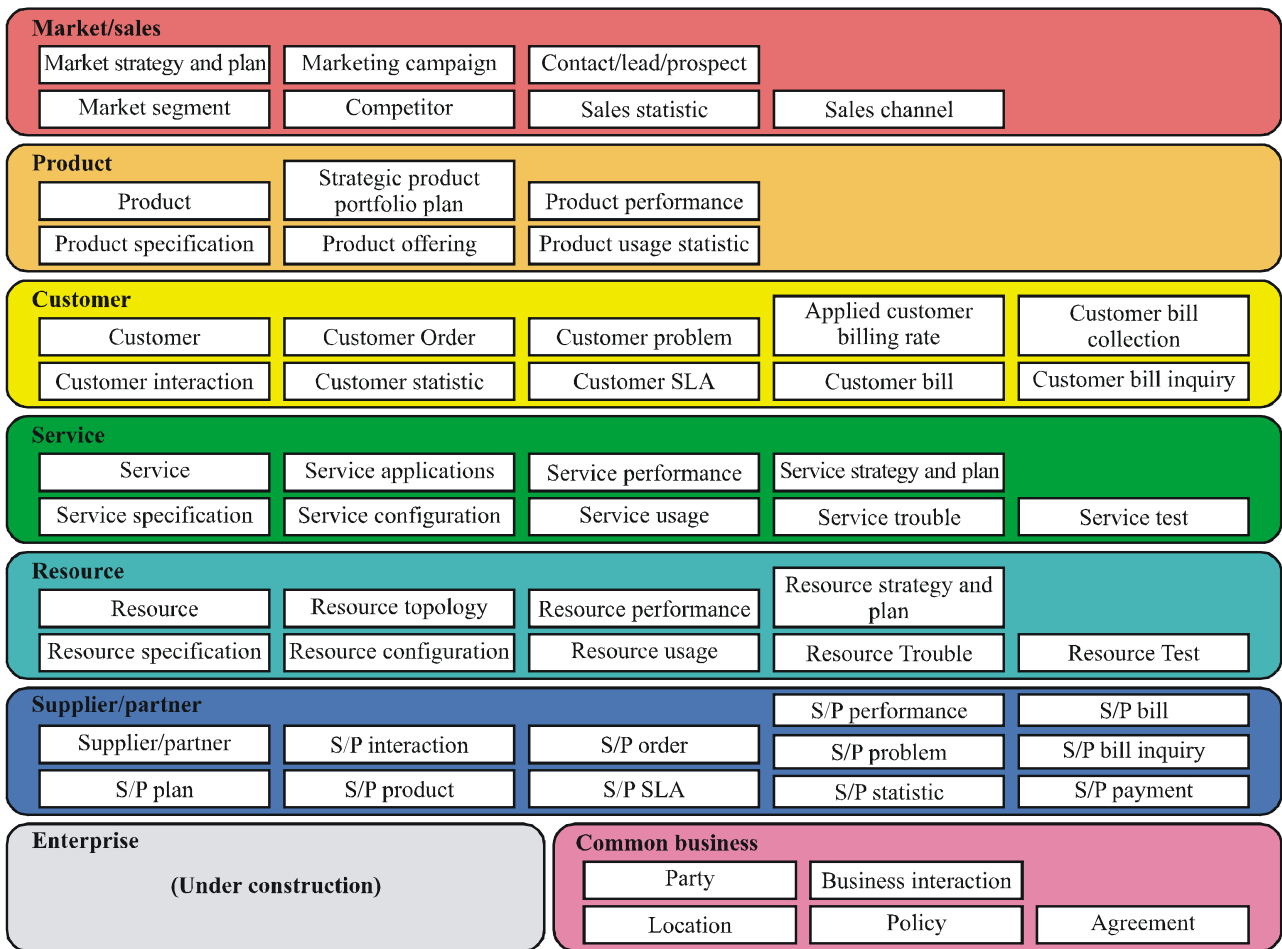 Market/sales
Market strategy and plan
Marketing campaign
Contact/lead/prospect
Market segment
Competitor
Sales statistic
Sales channel
Product
Product
Strategic product
portfolio plan
Product performance
Product specification
Product offering
Product usage statistic
Customer
Customer
Customer Order
Customer problem
Applied customer
billing rate
Customer bill
collection
Customer interaction
Customer statistic
Customer SLA
Customer bill
Customer bill inquiry
Service
Service
Service applications
Service performance
Service strategy and plan
Service specification
Service configuration
Service usage
Service trouble
Service test
Resource
Resource
Resource topology
Resource performance
Resource strategy and
plan
Resource specification
Resource configuration
Resource usage
Resource Trouble
Resource Test
Supplier/partner
S/P performance
S/P bill
Supplier/partner
S/P interaction
S/P order
S/P problem
S/P bill inquiry
S/P plan
S/P product
S/P SLA
S/P statistic
S/P payment
Enterprise
(Under construction)
Common business
Party
Business interaction
Location
Policy
Agreement